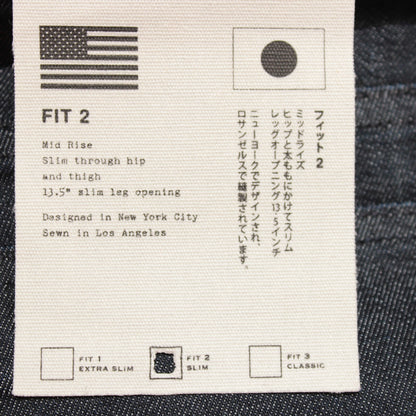 FIT 2
Mid Rise
Slim through hip
and thigh
13.5" slim leg opening
Designed in New York City
Sewn in Los Angeles
フィット2
ミッドライズ
ヒップと太ももにかけてスリム
レッグオープニング13.5インチ
ニューヨークでデザインされ、
ロサンゼルスで縫製されています。
FIT 1
EXTRA SLIM
FIT 2
SLIM
FIT 3
CLASSIC